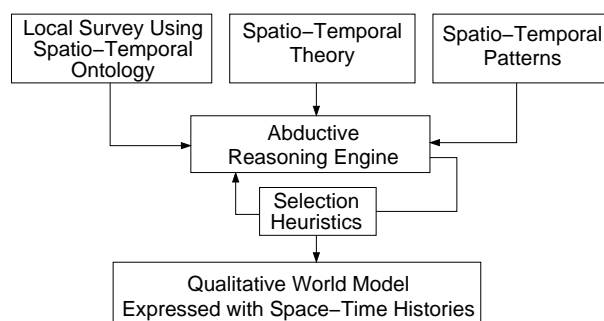 Local Survey Using
Spatio−Temporal
Ontology
Spatio−Temporal
Theory
Spatio−Temporal
Patterns
Abductive
Reasoning Engine
Selection
Heuristics
Qualitative World Model
Expressed with Space−Time Histories